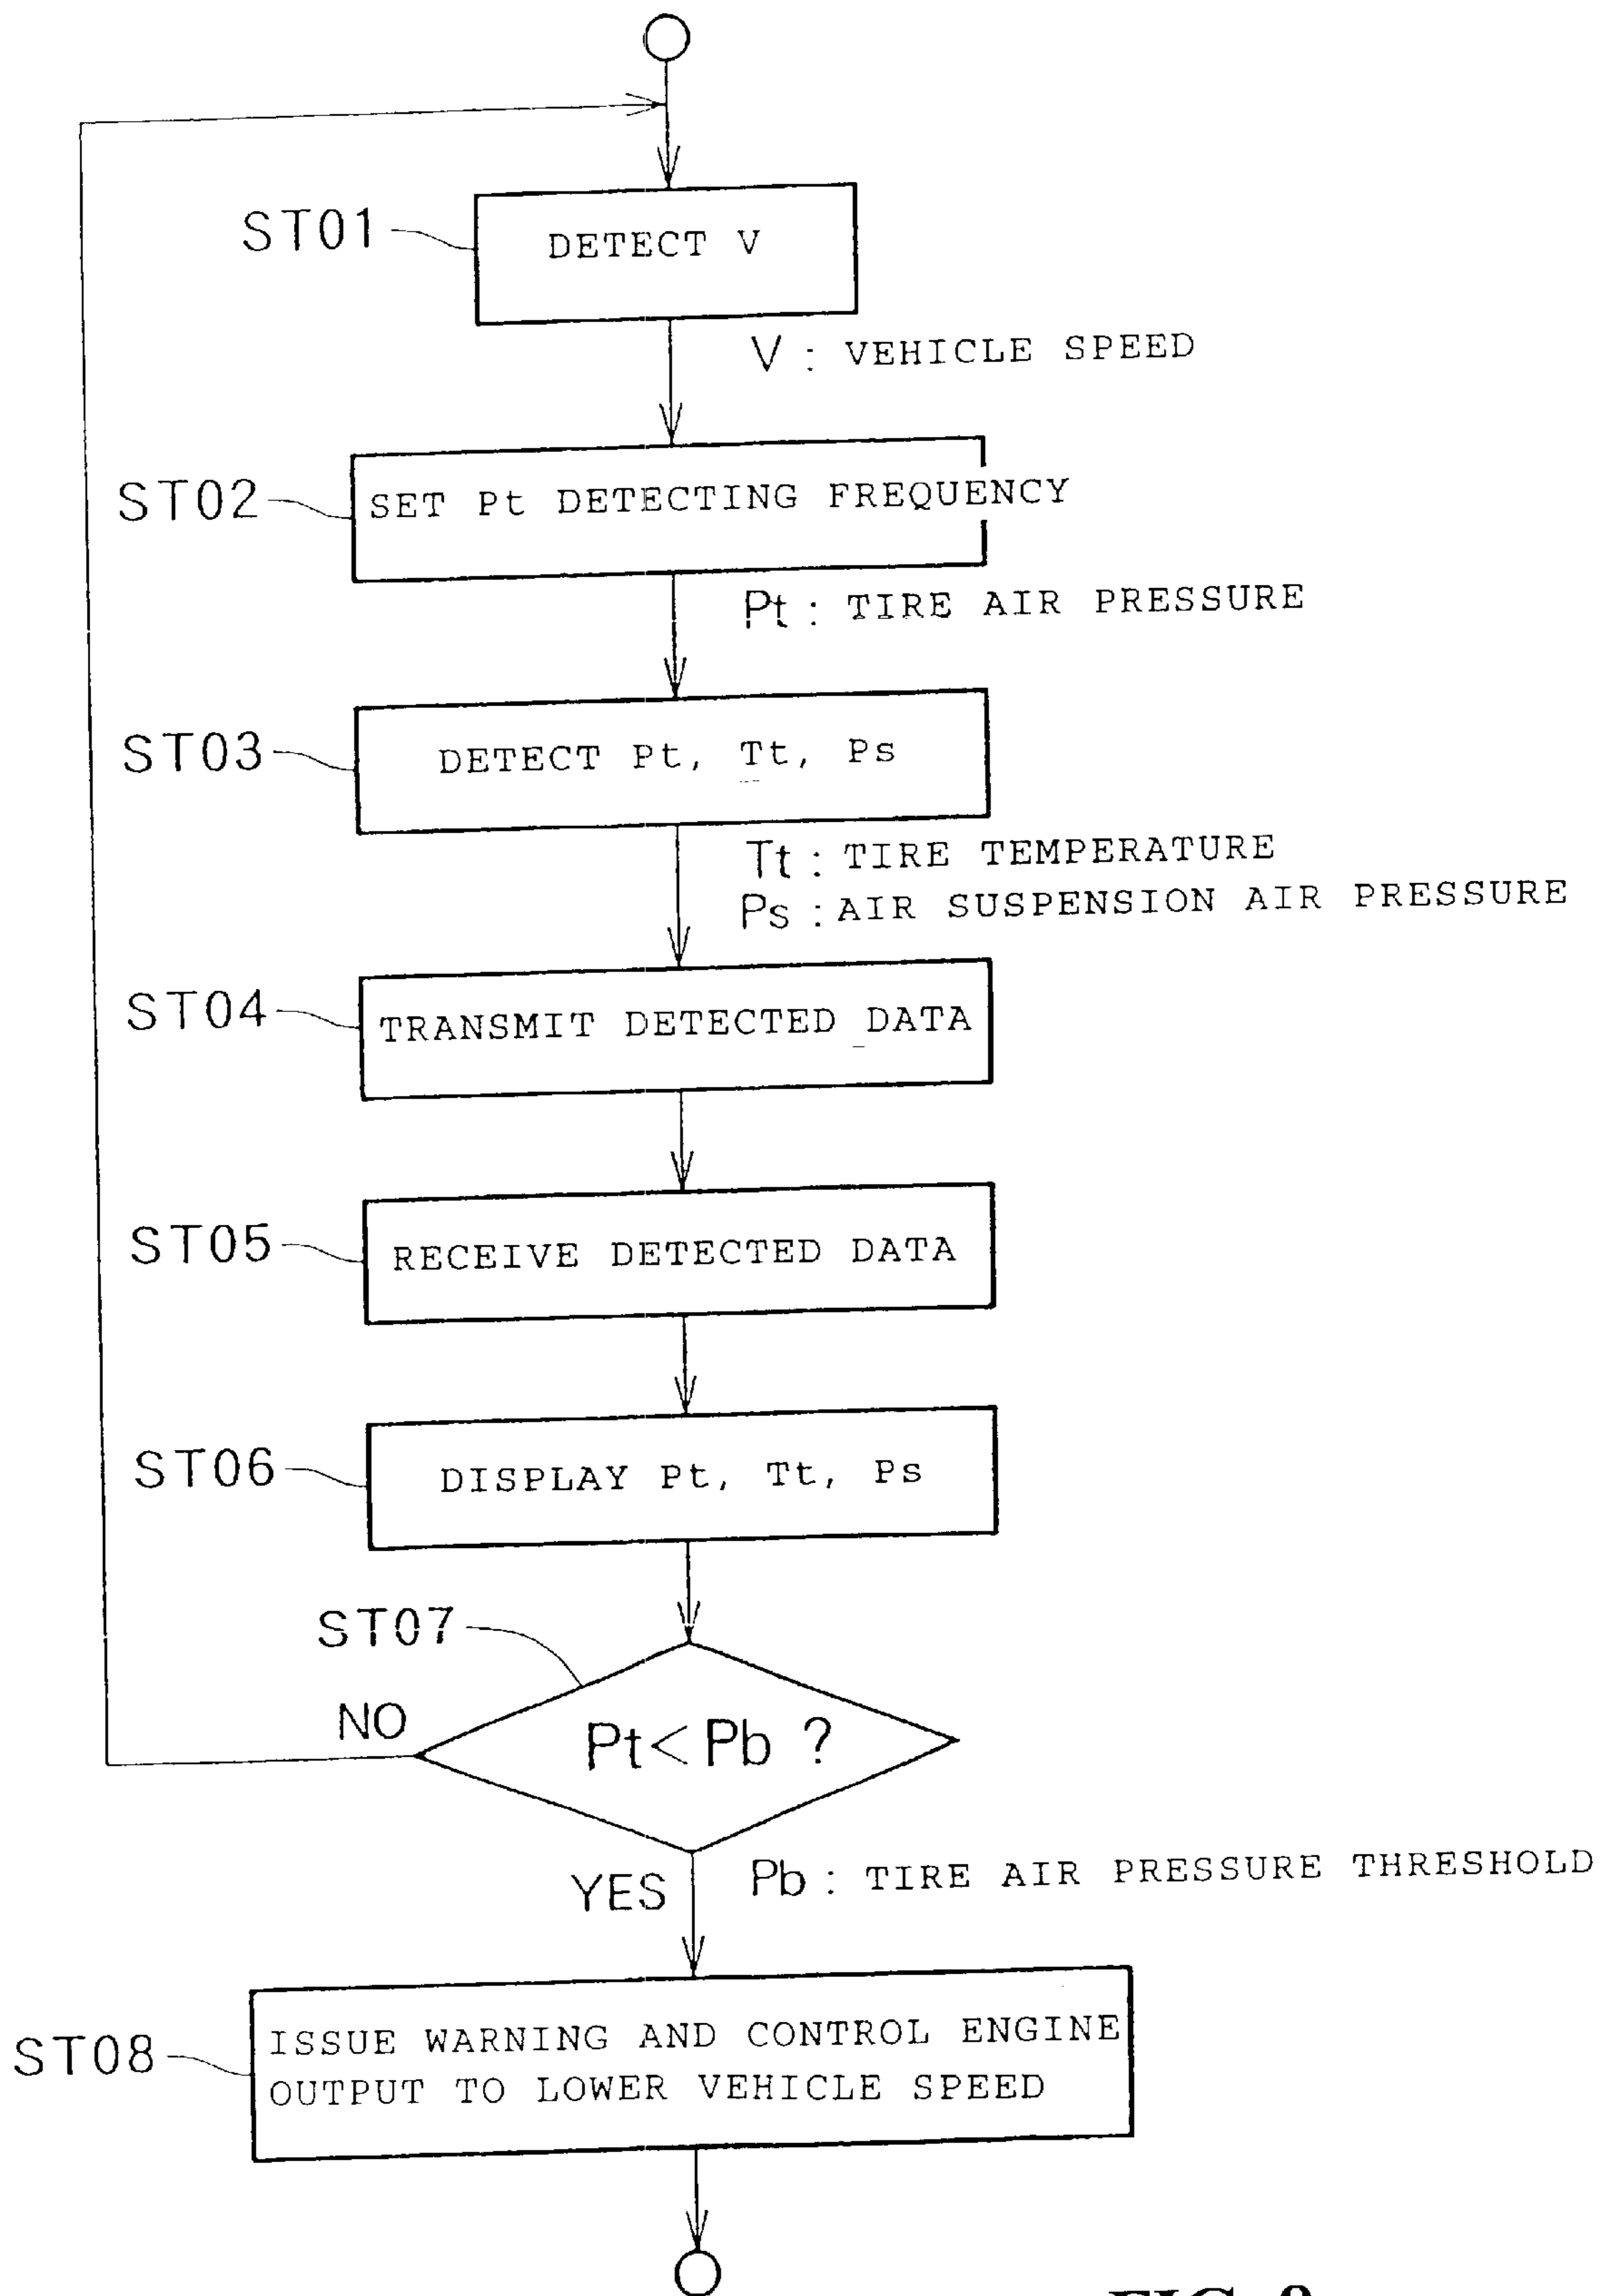 ST01
DETECT V
V : VEHICLE SPEED
ST02
SET Pt DETECTING FREQUENCY
Pt : TIRE AIR PRESSURE
ST03
DETECT Pt, Tt, Ps
Tt : TIRE TEMPERATURE
Ps : AIR SUSPENSION AIR PRESSURE
ST04
TRANSMIT DETECTED DATA
ST05
RECEIVE DETECTED DATA
ST06
DISPLAY Pt, Tt, Ps
ST07
NO
Pt < Pb ?
YES
Pb : TIRE AIR PRESSURE THRESHOLD
ST08
ISSUE WARNING AND CONTROL ENGINE
OUTPUT TO LOWER VEHICLE SPEED